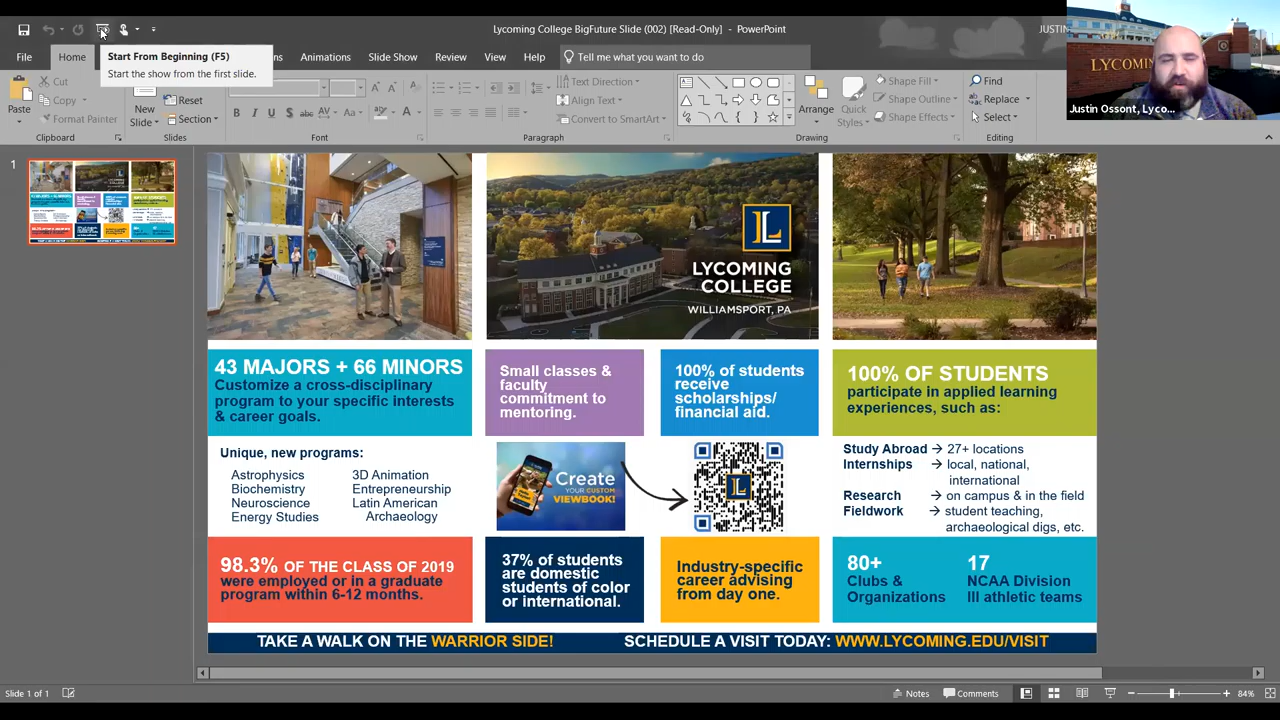 Lycoming College BigFuture Slide (002) [Read-Only] - PowerPoint
JUSTIN
File
Home
ns
Animations
Slide Show
Review
View
Help
Tell me what you want to do
Start From Beginning (F5)
Start the show from the first slide.
Paste
Cut
Copy
Format Painter
Clipboard
New
Slide
Reset
Section
Slides
B
I
U
S
abc
AV
Aa
A
Font
Text Direction
Align Text
Convert to SmartArt
Paragraph
Arrange
Quick
Styles
Shape Fill
Shape Outline
Shape Effects
Drawing
Find
Replace
Select
Editing
LYCOMING
Justin Ossont, Lyco...
1
LYCOMING
COLLEGE
WILLIAMSPORT, PA
43 MAJORS + 66 MINORS
Customize a cross-disciplinary
program to your specific interests
& career goals.
Small classes &
faculty
commitment to
mentoring.
100% of students
receive
scholarships/
financial aid.
100% OF STUDENTS
participate in applied learning
experiences, such as:
Unique, new programs:
Astrophysics
Biochemistry
Neuroscience
Energy Studies
3D Animation
Entrepreneurship
Latin American
Archaeology
Create
YOUR CUSTOM
VIEWBOOK!
L
Study Abroad → 27+ locations
Internships → local, national,
international
Research → on campus & in the field
Fieldwork → student teaching,
archaeological digs, etc.
98.3% OF THE CLASS OF 2019
were employed or in a graduate
program within 6-12 months.
37% of students
are domestic
students of color
or international.
Industry-specific
career advising
from day one.
80+
Clubs &
Organizations
17
NCAA Division
III athletic teams
TAKE A WALK ON THE WARRIOR SIDE!
SCHEDULE A VISIT TODAY: WWW.LYCOMING.EDU/VISIT
Slide 1 of 1
Notes
Comments
84%